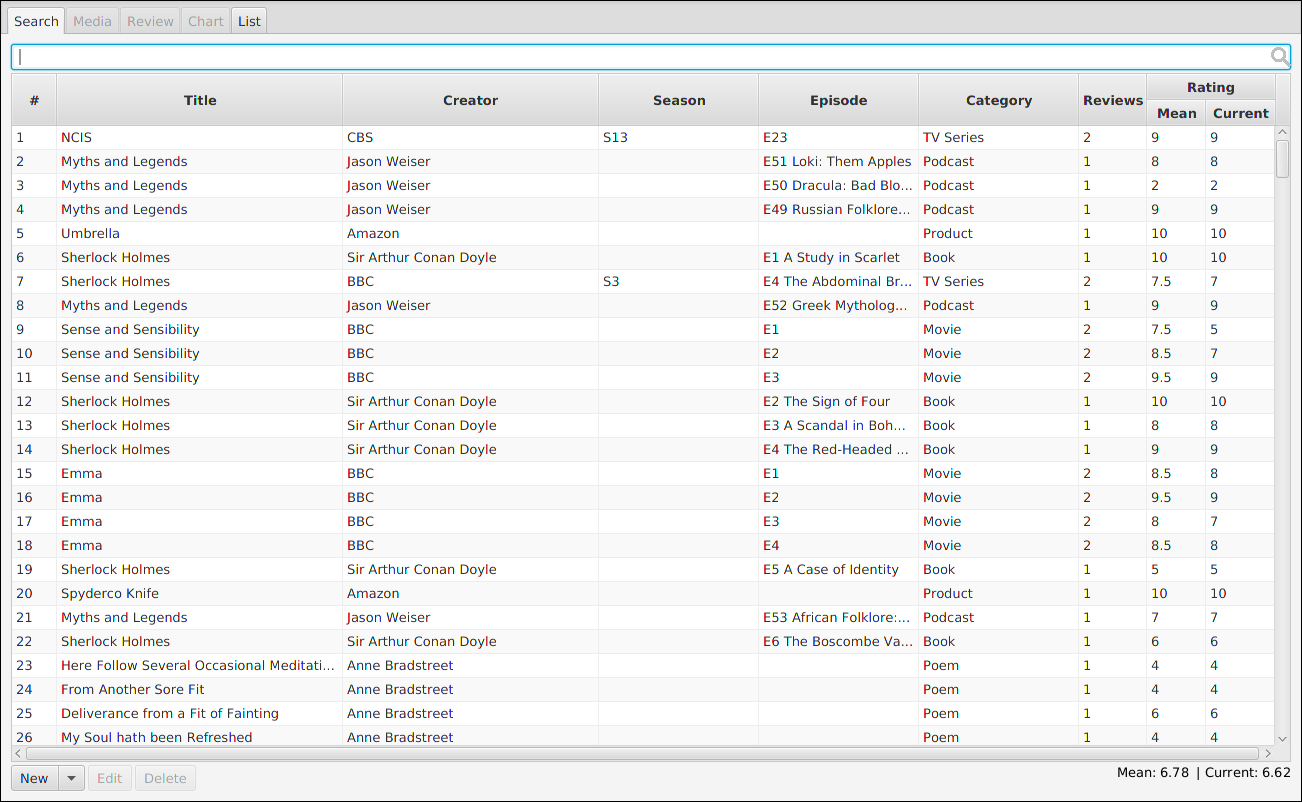 Search Media Review Chart List
# Title Creator Season Episode Category Reviews Rating
Mean Current
1 NCIS CBS S13 E23 TV Series 2 9 9
2 Myths and Legends Jason Weiser E51 Loki: Them Apples Podcast 1 8 8
3 Myths and Legends Jason Weiser E50 Dracula: Bad Blo... Podcast 1 2 2
4 Myths and Legends Jason Weiser E49 Russian Folklore... Podcast 1 9 9
5 Umbrella Amazon Product 1 10 10
6 Sherlock Holmes Sir Arthur Conan Doyle E1 A Study in Scarlet Book 1 10 10
7 Sherlock Holmes BBC S3 E4 The Abdominal Br... TV Series 2 7.5 7
8 Myths and Legends Jason Weiser E52 Greek Mytholog... Podcast 1 9 9
9 Sense and Sensibility BBC E1 Movie 2 7.5 5
10 Sense and Sensibility BBC E2 Movie 2 8.5 7
11 Sense and Sensibility BBC E3 Movie 2 9.5 9
12 Sherlock Holmes Sir Arthur Conan Doyle E2 The Sign of Four Book 1 10 10
13 Sherlock Holmes Sir Arthur Conan Doyle E3 A Scandal in Boh... Book 1 8 8
14 Sherlock Holmes Sir Arthur Conan Doyle E4 The Red-Headed ... Book 1 9 9
15 Emma BBC E1 Movie 2 8.5 8
16 Emma BBC E2 Movie 2 9.5 9
17 Emma BBC E3 Movie 2 8 7
18 Emma BBC E4 Movie 2 8.5 8
19 Sherlock Holmes Sir Arthur Conan Doyle E5 A Case of Identity Book 1 5 5
20 Spyderco Knife Amazon Product 1 10 10
21 Myths and Legends Jason Weiser E53 African Folklore:... Podcast 1 7 7
22 Sherlock Holmes Sir Arthur Conan Doyle E6 The Boscombe Va... Book 1 6 6
23 Here Follow Several Occasional Meditati... Anne Bradstreet Poem 1 4 4
24 From Another Sore Fit Anne Bradstreet Poem 1 4 4
25 Deliverance from a Fit of Fainting Anne Bradstreet Poem 1 6 6
26 My Soul hath been Refreshed Anne Bradstreet Poem 1 4 4
New Edit Delete Mean: 6.78 | Current: 6.62